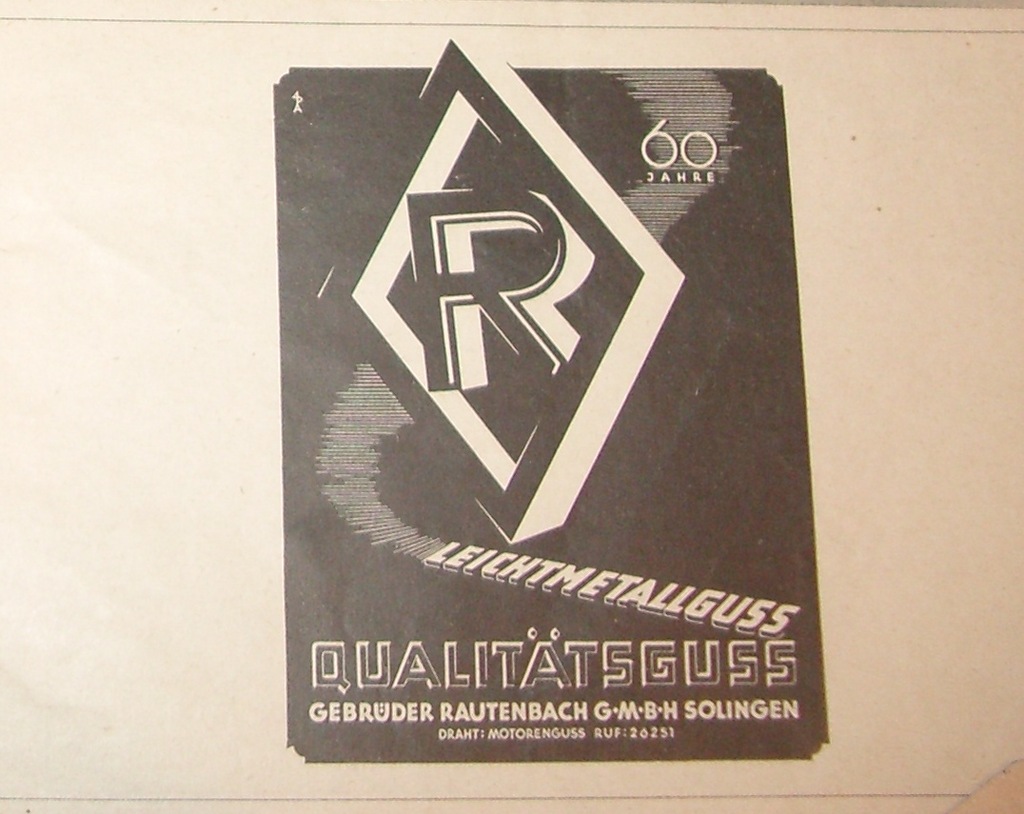 60
JAHRE
R
LEICHTMETALLGUSS
QUALITÄTSGUSS
GEBRÜDER RAUTENBACH G·M·B·H SOLINGEN
DRAHT: MOTORENGUSS RUF: 26251